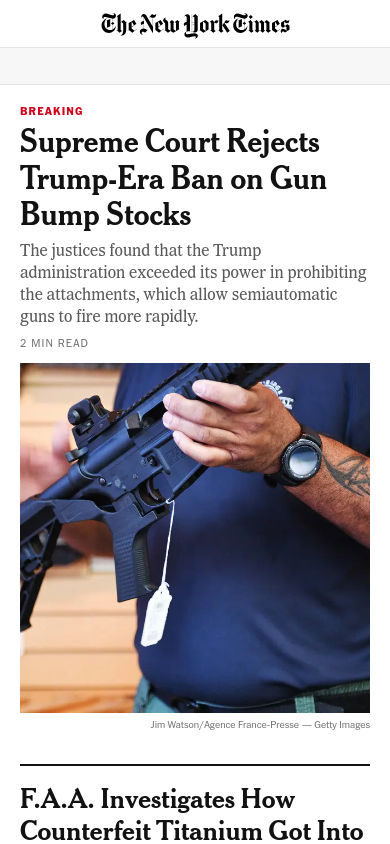 The New York Times
BREAKING
Supreme Court Rejects
Trump-Era Ban on Gun
Bump Stocks
The justices found that the Trump
administration exceeded its power in prohibiting
the attachments, which allow semiautomatic
guns to fire more rapidly.
2 MIN READ
Jim Watson/Agence France-Presse — Getty Images
F.A.A. Investigates How
Counterfeit Titanium Got Into